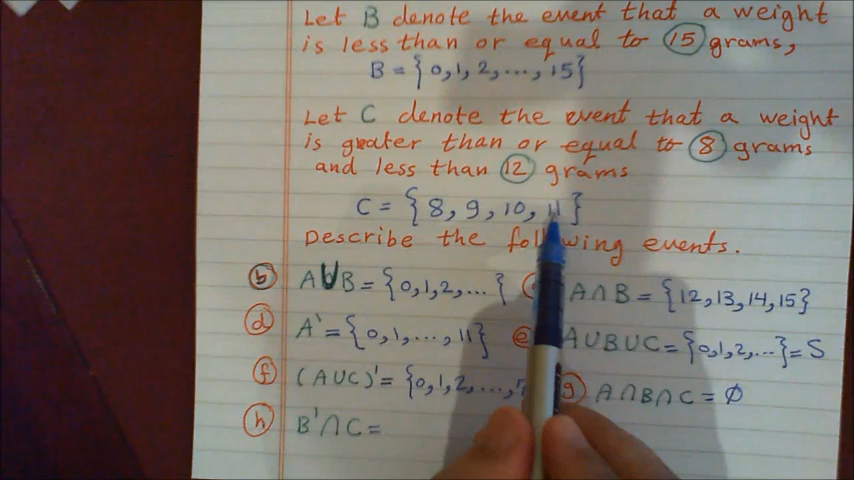 Let B denote the event that a weight
is less than or equal to 15 grams,
B = {0,1,2,...,15}
Let C denote the event that a weight
is greater than or equal to 8 grams
and less than 12 grams
C = {8,9,10,11}
Describe the following events.
(b) A∪B = {0,1,2,...} A∩B = {12,13,14,15}
(d) A' = {0,1,...,11} (e) A∪B∪C = {0,1,2,...} = S
(f) (A∪C)' = {0,1,2,..., (g) A∩B∩C = ∅
(h) B'∩C =